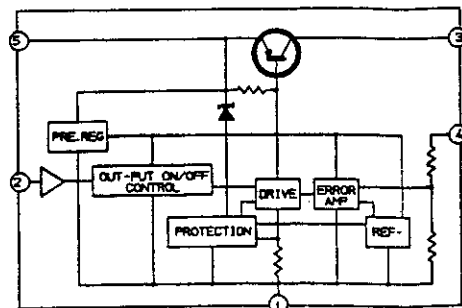 5
3
PRE.REG
4
2
OUT-PUT ON/OFF
CONTROL
DRIVE
ERROR
AMP
PROTECTION
REF-
1